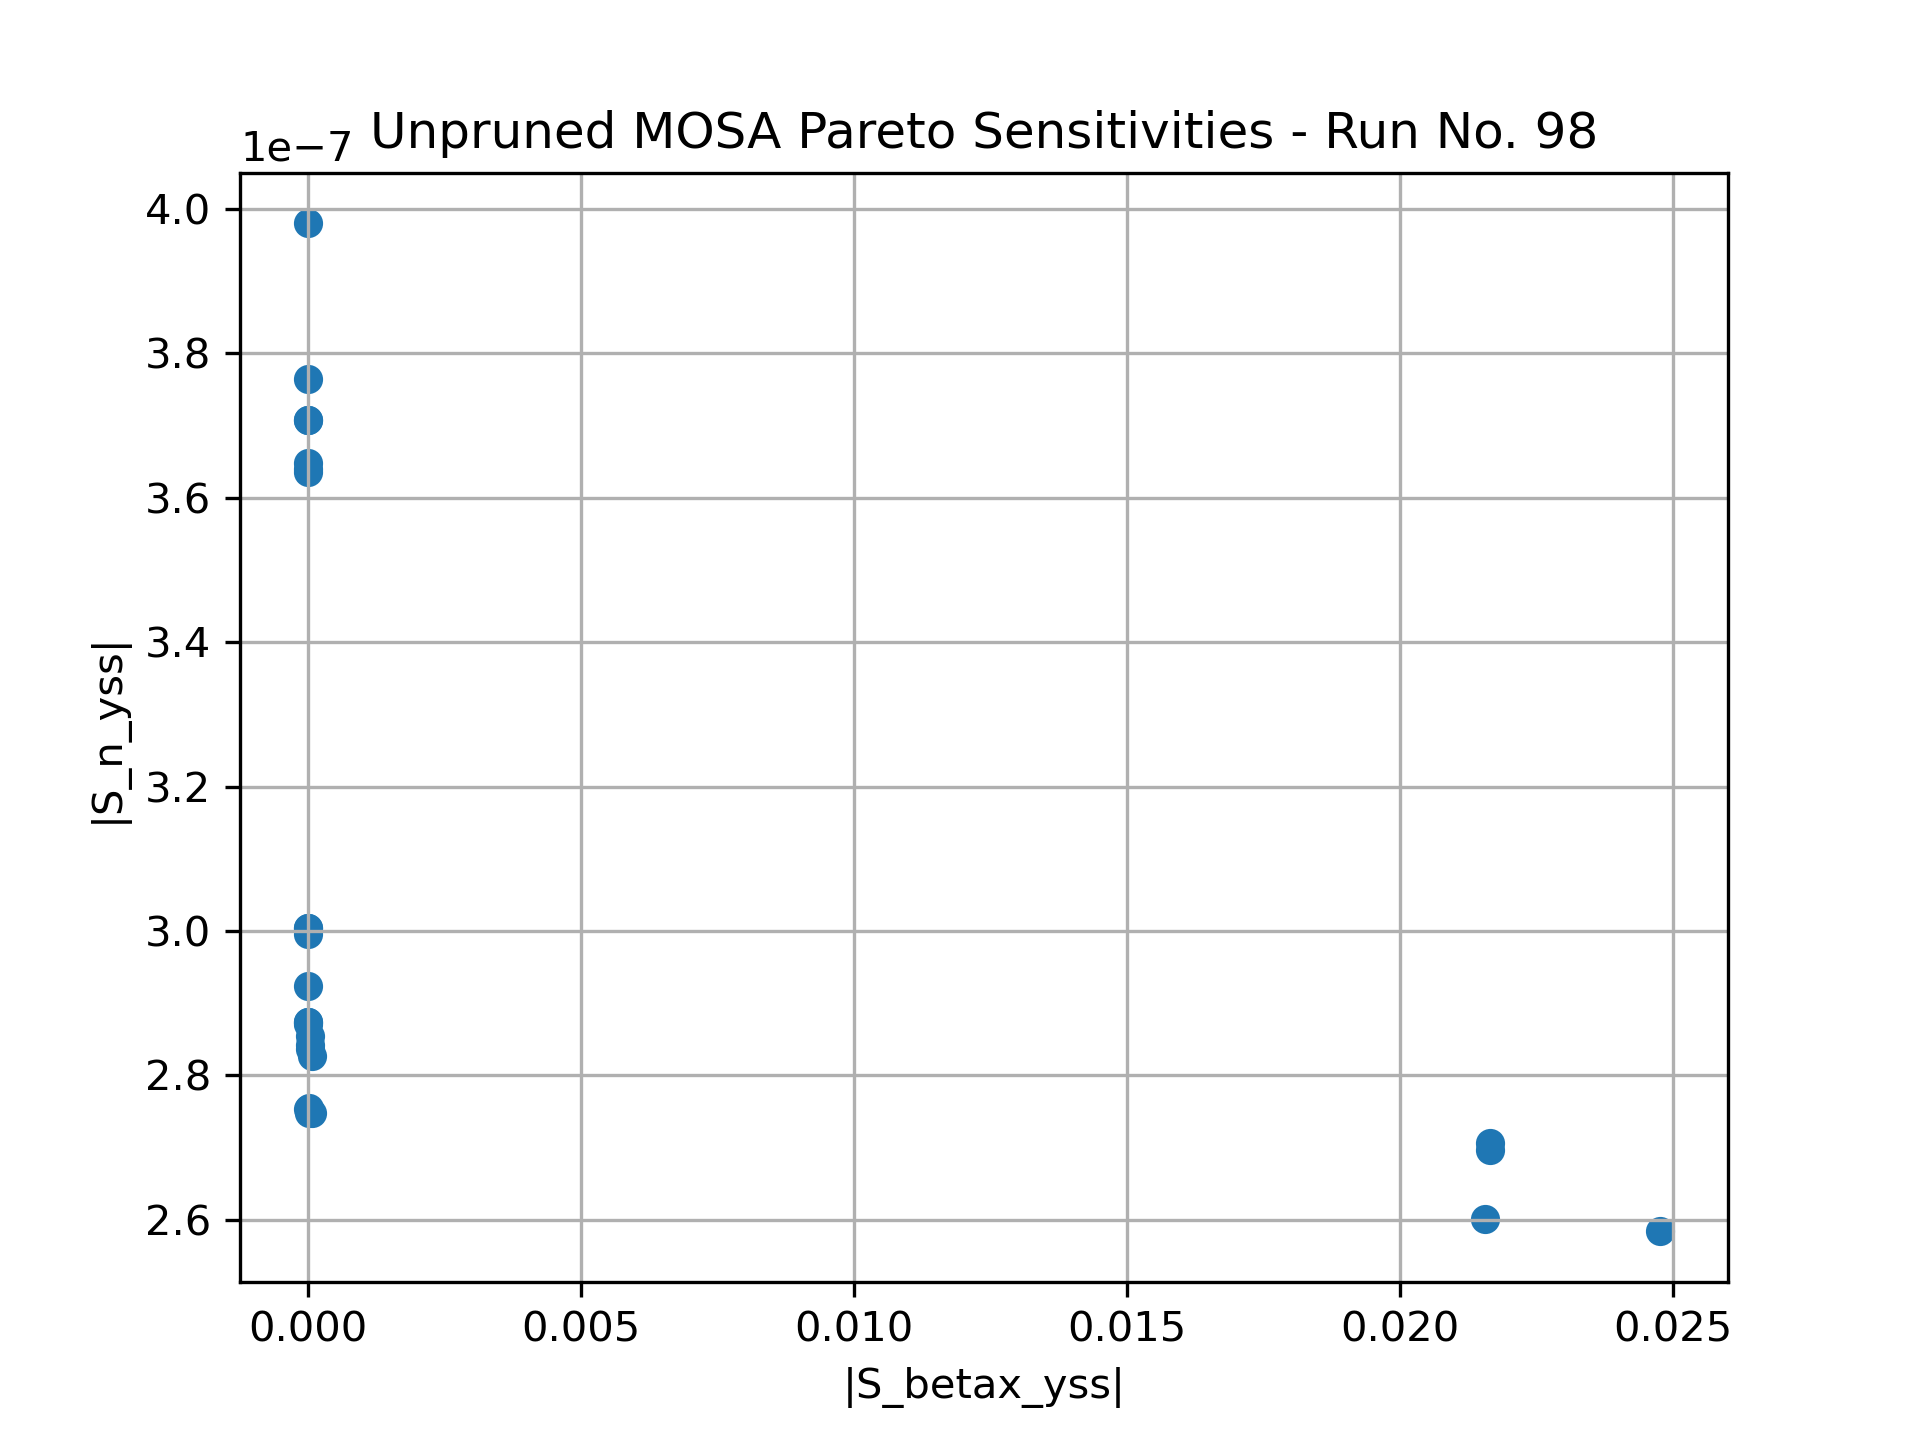 Unpruned MOSA Pareto Sensitivities - Run No. 98
1e−7
4.0
3.8
3.6
3.4
3.2
3.0
2.8
2.6
|S_n_yss|
0.000 0.005 0.010 0.015 0.020 0.025
|S_betax_yss|